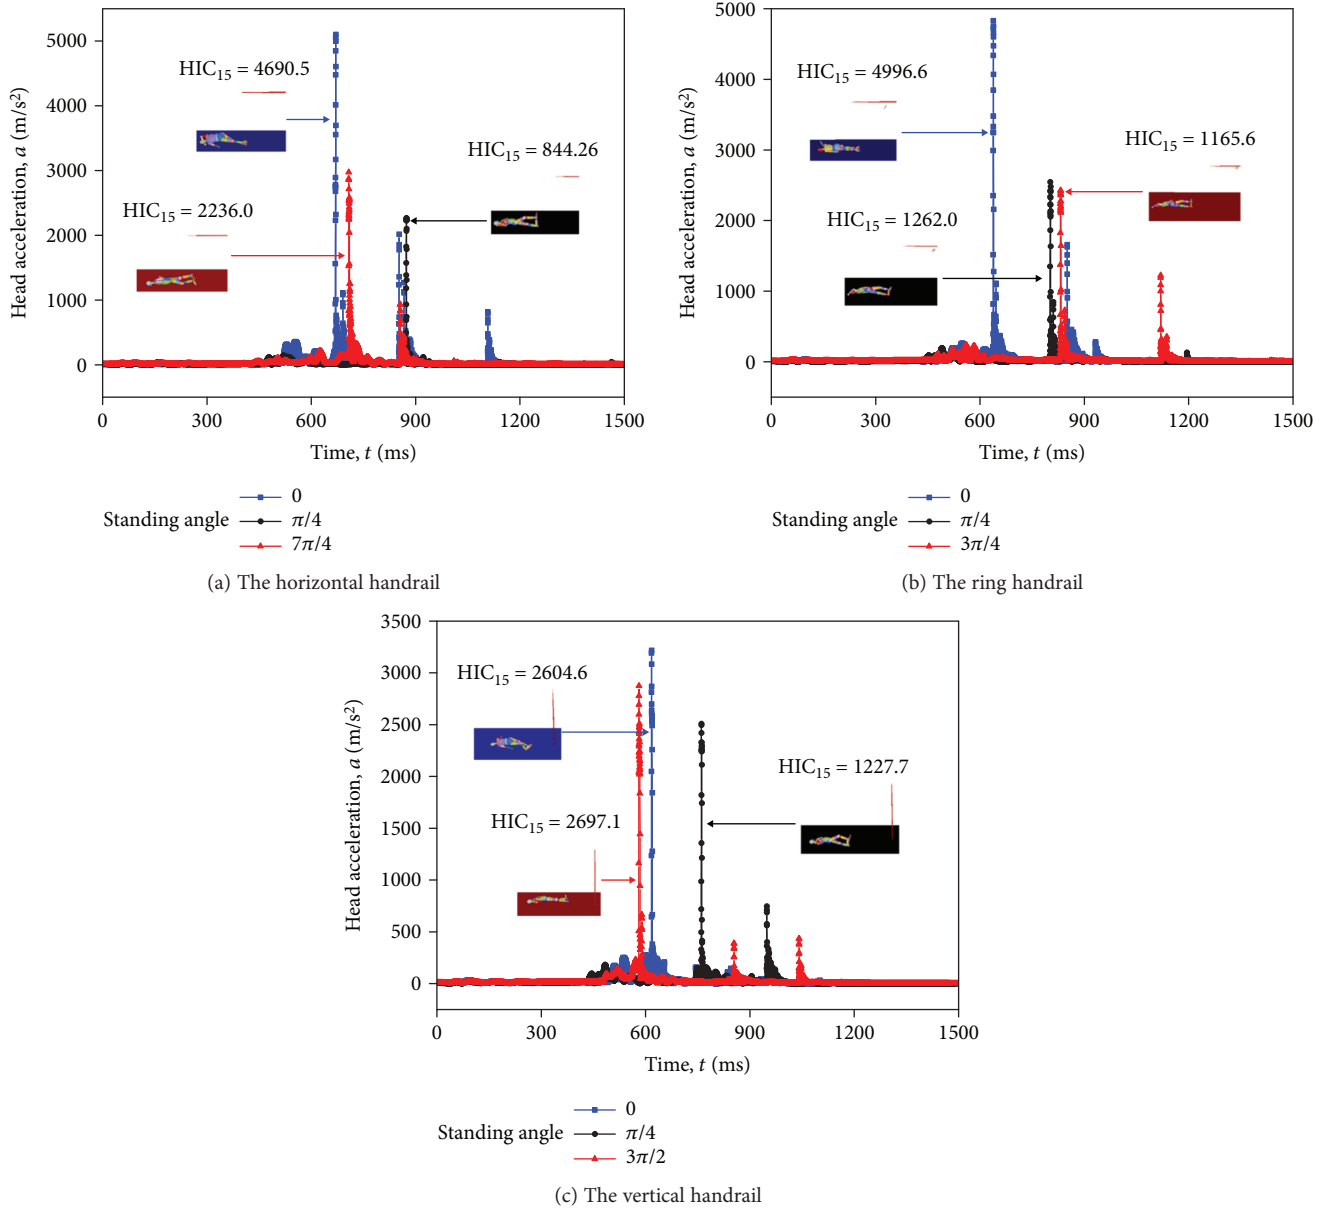 5000
4000
3000
2000
1000
0
Head acceleration, a (m/s²)
HIC₁₅ = 4690.5
HIC₁₅ = 844.26
HIC₁₅ = 2236.0
0 300 600 900 1200 1500
Time, t (ms)
Standing angle
0
π/4
7π/4
(a) The horizontal handrail
5000
4000
3000
2000
1000
0
Head acceleration, a (m/s²)
HIC₁₅ = 4996.6
HIC₁₅ = 1165.6
HIC₁₅ = 1262.0
0 300 600 900 1200 1500
Time, t (ms)
Standing angle
0
π/4
3π/4
(b) The ring handrail
3500
3000
2500
2000
1500
1000
500
0
Head acceleration, a (m/s²)
HIC₁₅ = 2604.6
HIC₁₅ = 1227.7
HIC₁₅ = 2697.1
0 300 600 900 1200 1500
Time, t (ms)
Standing angle
0
π/4
3π/2
(c) The vertical handrail